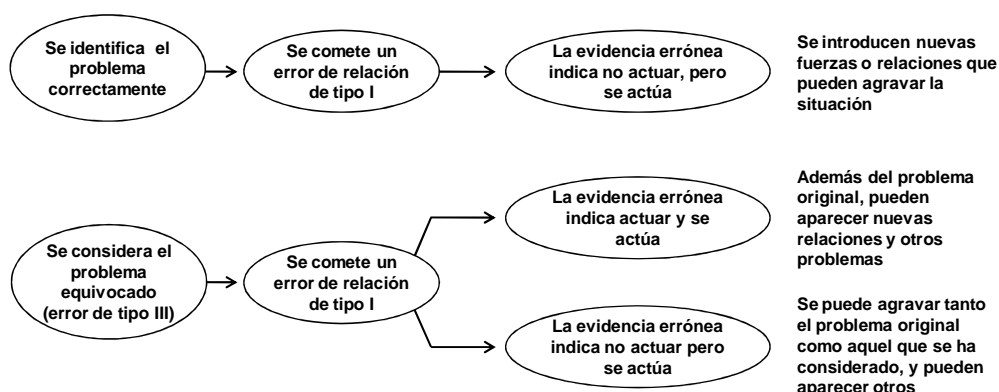 Se identifica el
problema
correctamente
Se comete un
error de relación
de tipo I
La evidencia errónea
indica no actuar, pero
se actúa
Se introducen nuevas
fuerzas o relaciones que
pueden agravar la
situación
Se considera el
problema
equivocado
(error de tipo III)
Se comete un
error de relación
de tipo I
La evidencia errónea
indica actuar y se
actúa
Además del problema
original, pueden
aparecer nuevas
relaciones y otros
problemas
La evidencia errónea
indica no actuar pero
se actúa
Se puede agravar tanto
el problema original
como aquel que se ha
considerado, y pueden
aparecer otros